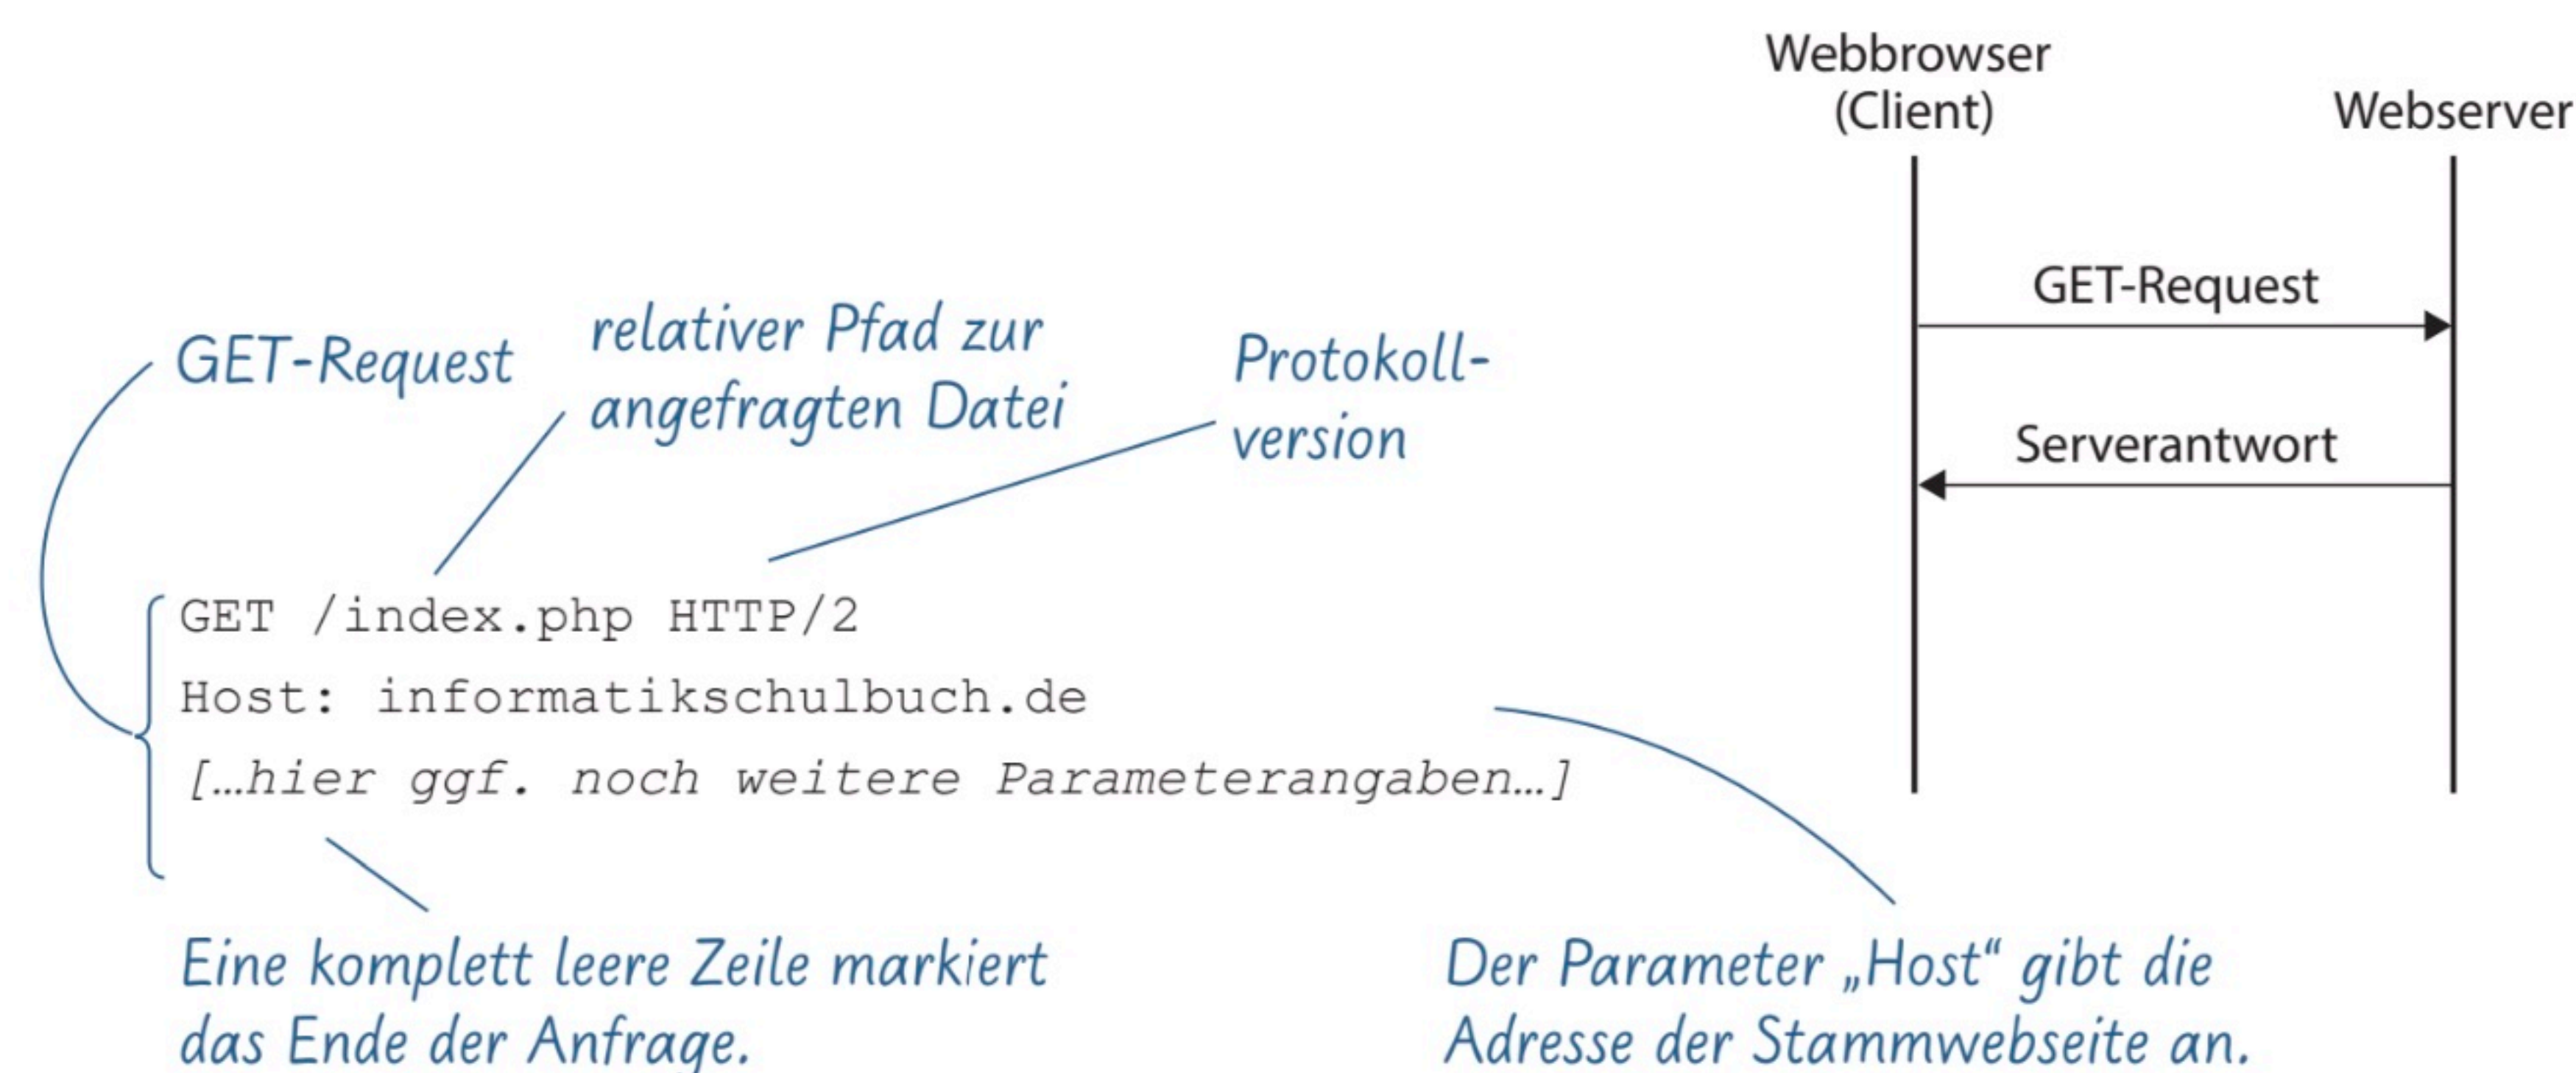 Webbrowser
(Client)
Webserver
GET-Request
Serverantwort
GET-Request
relativer Pfad zur
angefragten Datei
Protokoll-
version
GET /index.php HTTP/2
Host: informatikschulbuch.de
[…hier ggf. noch weitere Parameterangaben…]
Eine komplett leere Zeile markiert
das Ende der Anfrage.
Der Parameter „Host“ gibt die
Adresse der Stammwebseite an.